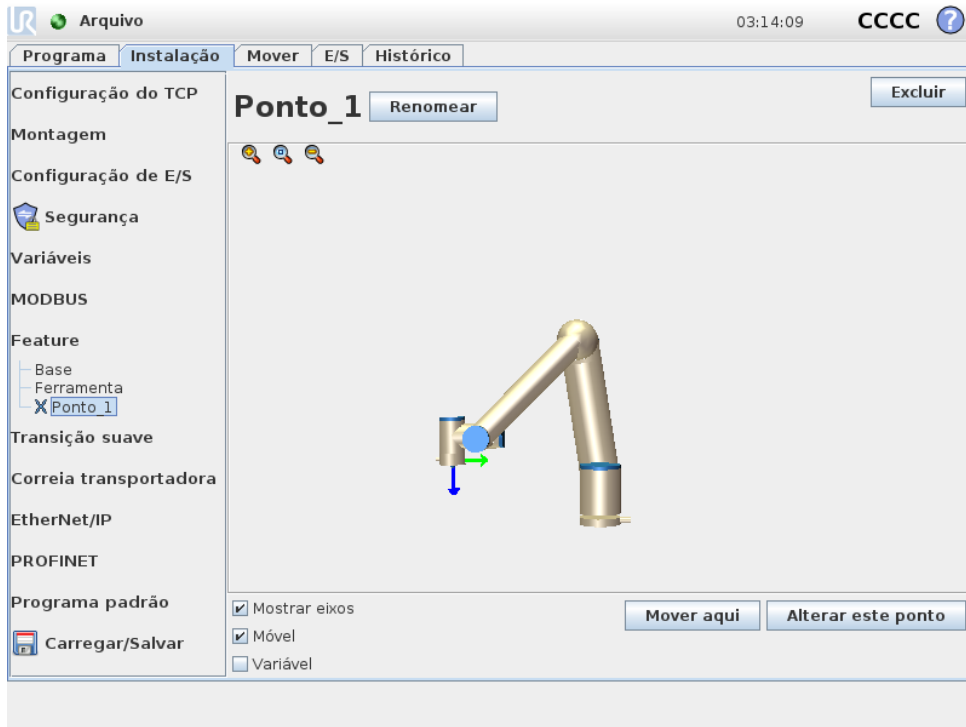 UR Arquivo 03:14:09 CCCC ?
Programa Instalação Mover E/S Histórico
Configuração do TCP
Montagem
Configuração de E/S
Segurança
Variáveis
MODBUS
Feature
Base
Ferramenta
Ponto_1
Transição suave
Correia transportadora
EtherNet/IP
PROFINET
Programa padrão
Carregar/Salvar
Ponto_1 Renomear Excluir
Mostrar eixos
Móvel
Variável
Mover aqui Alterar este ponto